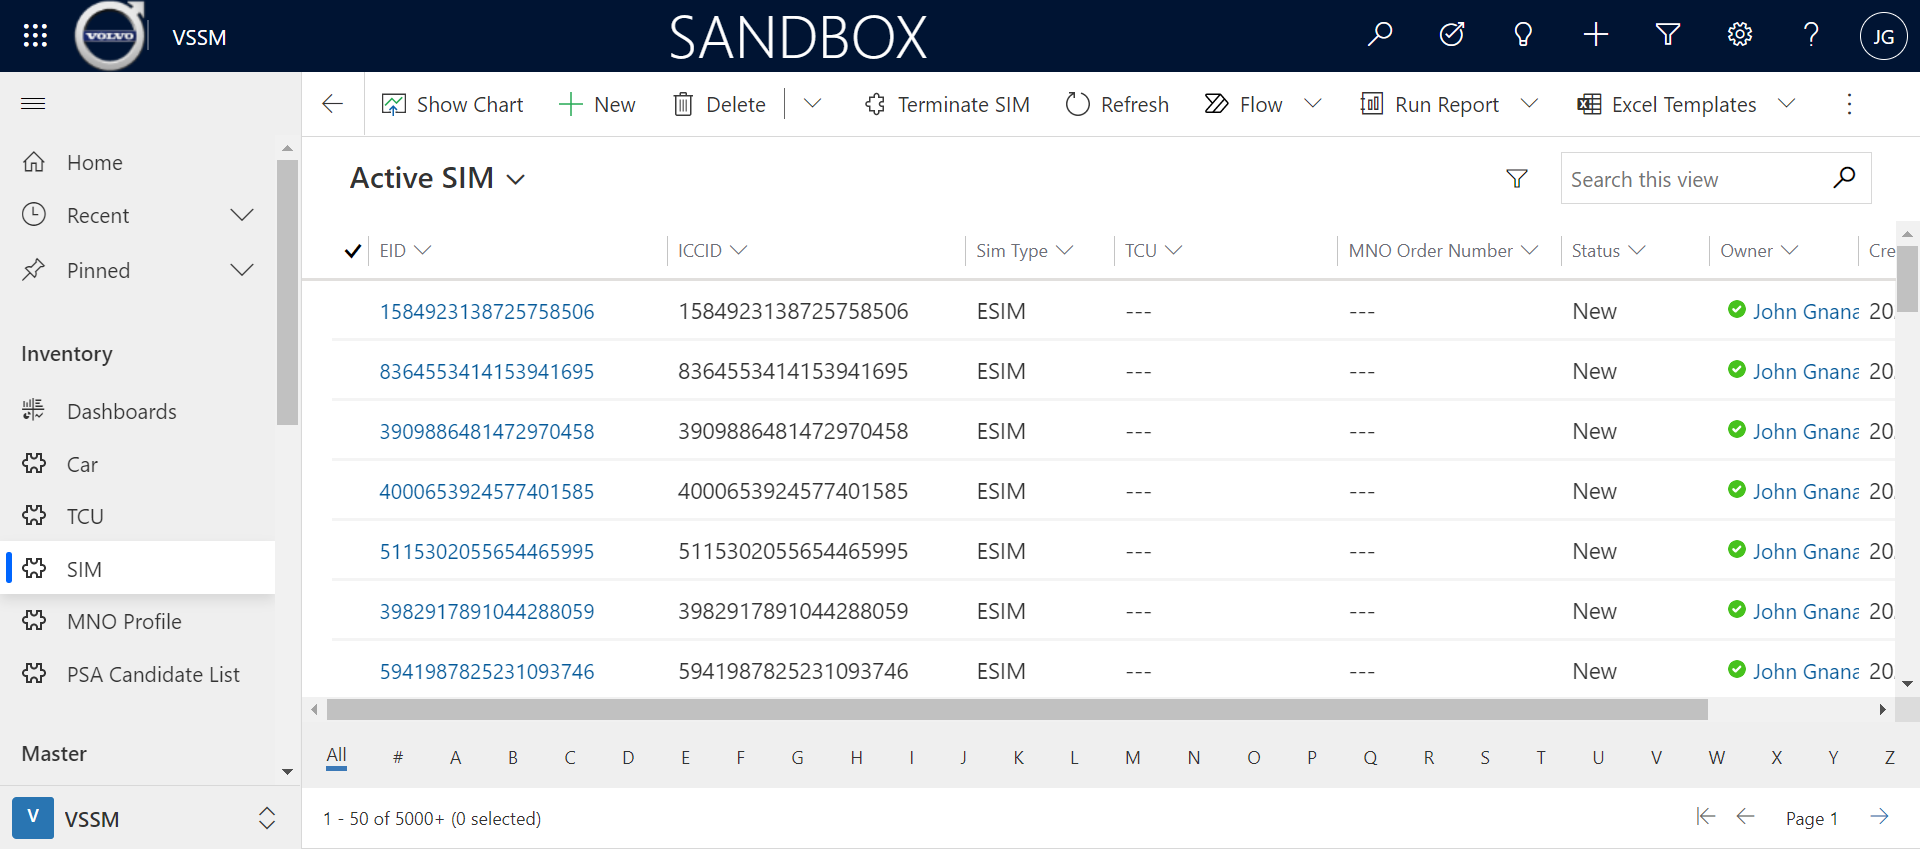 VOLVO VSSM SANDBOX JG
Show Chart New Delete Terminate SIM Refresh Flow Run Report Excel Templates
Home
Recent
Pinned
Inventory
Dashboards
Car
TCU
SIM
MNO Profile
PSA Candidate List
Master
V VSSM
Active SIM Search this view
EID ICCID Sim Type TCU MNO Order Number Status Owner Cre
1584923138725758506 1584923138725758506 ESIM --- --- New John Gnana 20
8364553414153941695 8364553414153941695 ESIM --- --- New John Gnana 20
3909886481472970458 3909886481472970458 ESIM --- --- New John Gnana 20
4000653924577401585 4000653924577401585 ESIM --- --- New John Gnana 20
5115302055654465995 5115302055654465995 ESIM --- --- New John Gnana 20
3982917891044288059 3982917891044288059 ESIM --- --- New John Gnana 20
5941987825231093746 5941987825231093746 ESIM --- --- New John Gnana 20
All # A B C D E F G H I J K L M N O P Q R S T U V W X Y Z
1 - 50 of 5000+ (0 selected) Page 1